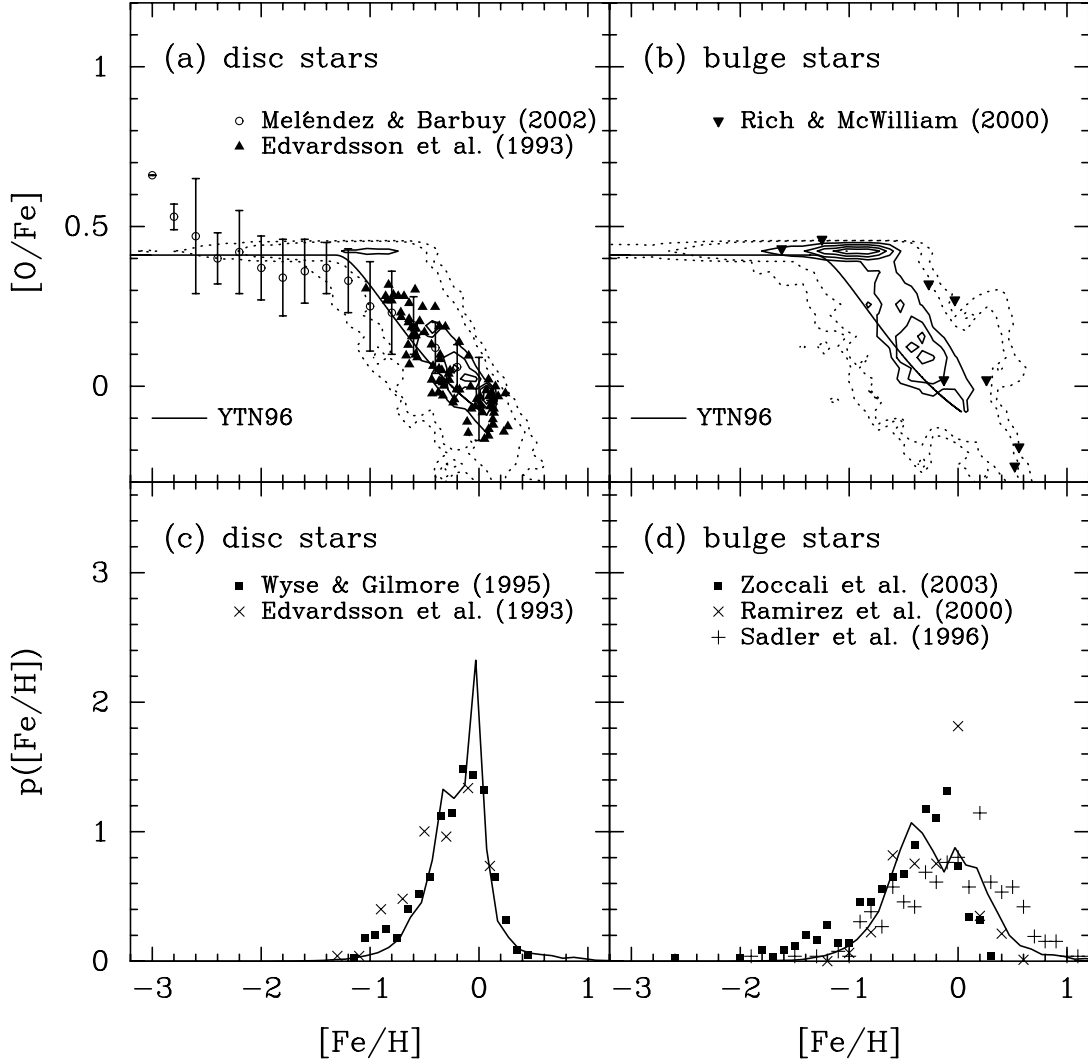 (a) disc stars
Meléndez & Barbuy (2002)
Edvardsson et al. (1993)
YTN96
(b) bulge stars
Rich & McWilliam (2000)
YTN96
[O/Fe]
1
0.5
0
(c) disc stars
Wyse & Gilmore (1995)
Edvardsson et al. (1993)
(d) bulge stars
Zoccali et al. (2003)
Ramirez et al. (2000)
Sadler et al. (1996)
p([Fe/H])
3
2
1
0
−3 −2 −1 0 −3 −2 −1 0 1
[Fe/H] [Fe/H]